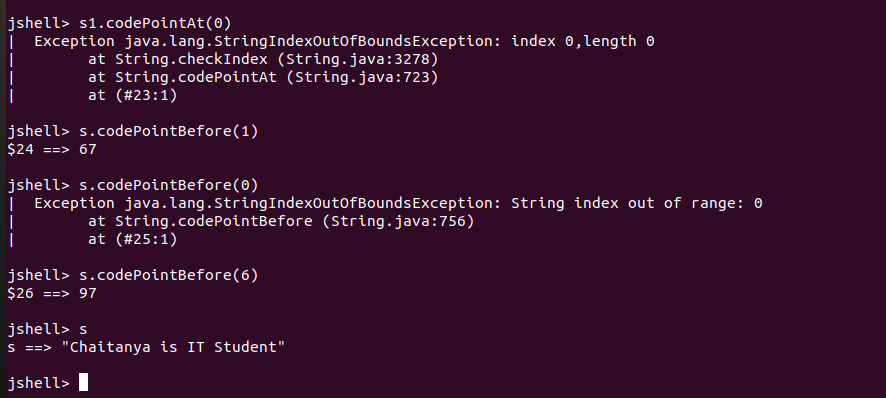 jshell> s1.codePointAt(0)
|  Exception java.lang.StringIndexOutOfBoundsException: index 0,length 0
|        at String.checkIndex (String.java:3278)
|        at String.codePointAt (String.java:723)
|        at (#23:1)
jshell> s.codePointBefore(1)
$24 ==> 67
jshell> s.codePointBefore(0)
|  Exception java.lang.StringIndexOutOfBoundsException: String index out of range: 0
|        at String.codePointBefore (String.java:756)
|        at (#25:1)
jshell> s.codePointBefore(6)
$26 ==> 97
jshell> s
s ==> "Chaitanya is IT Student"
jshell>